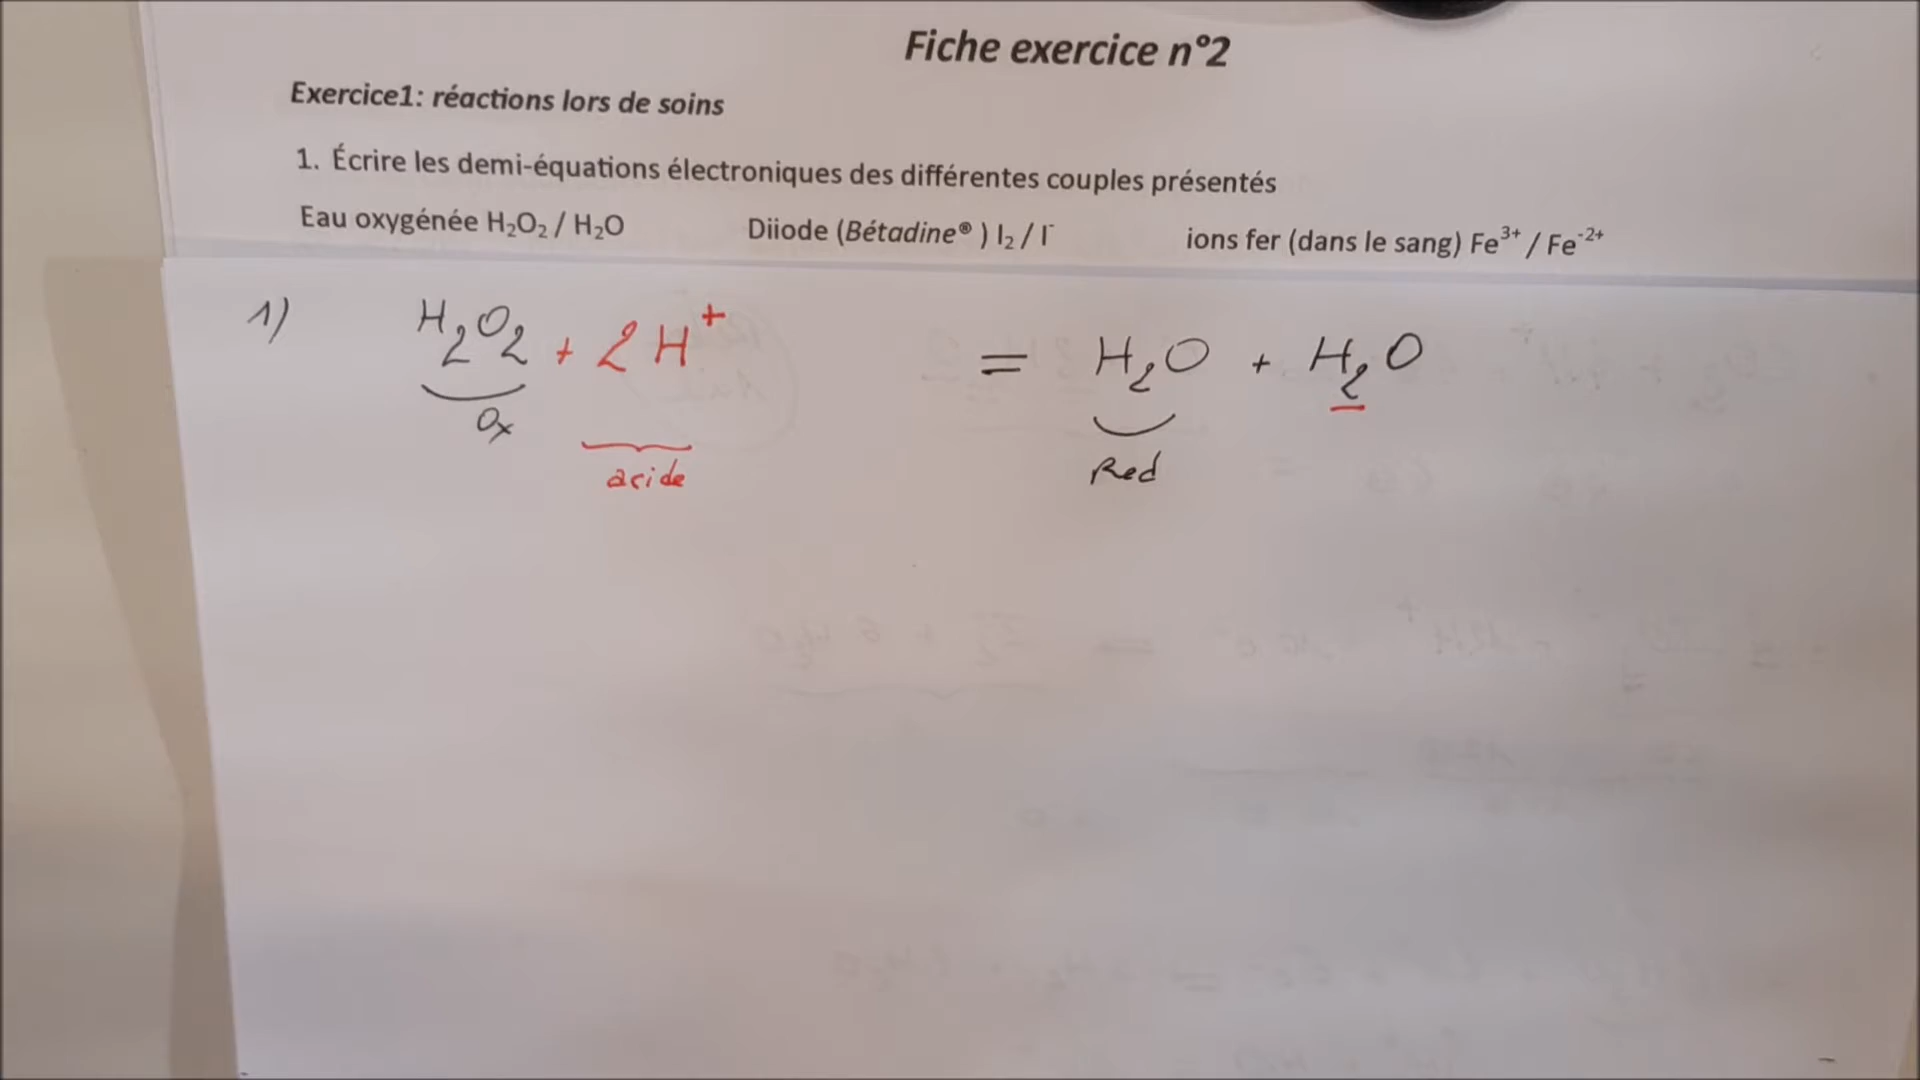 Fiche exercice n°2
Exercice1: réactions lors de soins
1. Écrire les demi-équations électroniques des différentes couples présentés
Eau oxygénée H₂O₂ / H₂O Diiode (Bétadine® ) I₂ / I⁻ ions fer (dans le sang) Fe³⁺ / Fe⁻²⁺
1) H₂O₂ + 2H⁺ = H₂O + H₂O
Ox acide Red